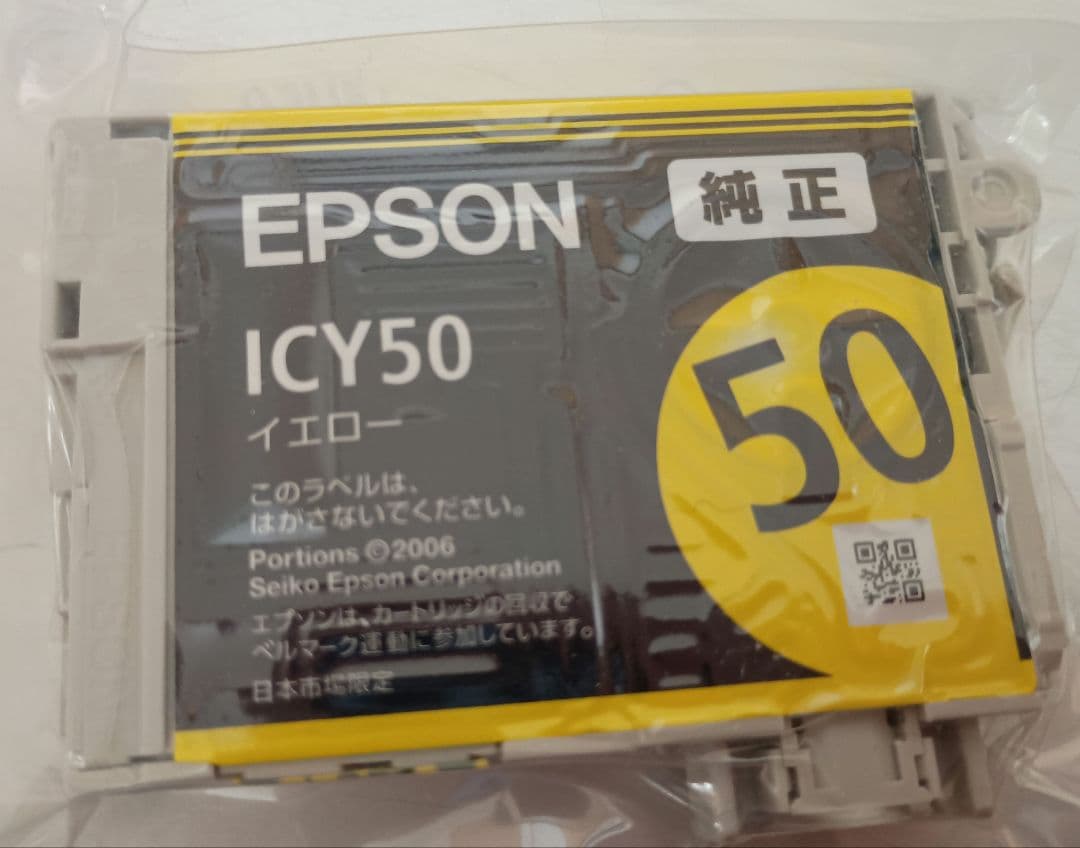 EPSON
純正
ICY50
イエロー
50
このラベルは、
はがさないでください。
Portions ©2006
Seiko Epson Corporation
エプソンは、カートリッジの回収で
ベルマーク運動に参加しています。
日本市場限定